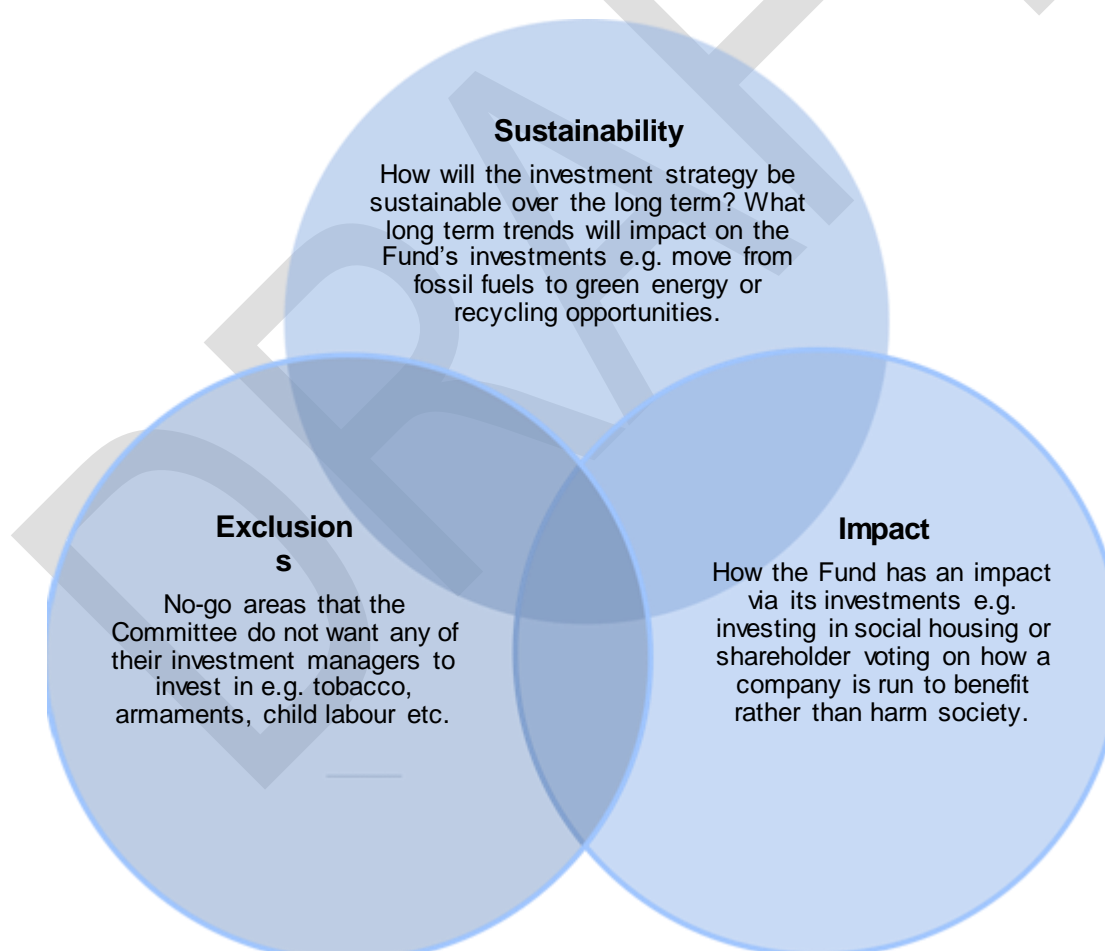 Sustainability
How will the investment strategy be
sustainable over the long term? What
long term trends will impact on the
Fund's investments e.g. move from
fossil fuels to green energy or
recycling opportunities.
Exclusion
s
No-go areas that the
Committee do not want any of
their investment managers to
invest in e.g. tobacco,
armaments, child labour etc.
Impact
How the Fund has an impact
via its investments e.g.
investing in social housing or
shareholder voting on how a
company is run to benefit
rather than harm society.
DRAF